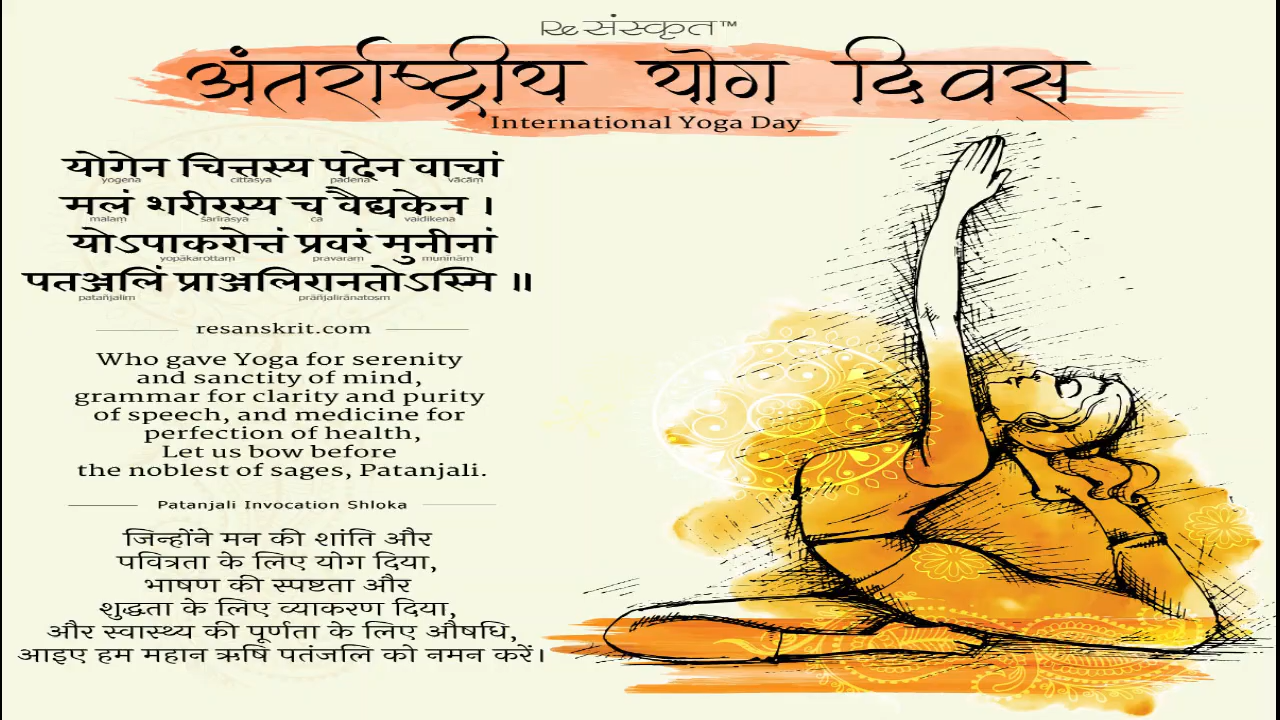 Re संस्कृत™
अंतर्राष्ट्रीय योग दिवस
International Yoga Day
योगेन चित्तस्य पदेन वाचां
yogena cittasya padena vācāṃ
मलं शरीरस्य च वैद्यकेन ।
malaṃ śarīrasya ca vaidikena
योऽपाकरोत्तं प्रवरं मुनीनां
yopākarottaṃ pravaraṃ munīnāṃ
पतञ्जलिं प्राञ्जलिरानतोऽस्मि ॥
patañjaliṃ prāñjalirānatosm
resanskrit.com
Who gave Yoga for serenity
and sanctity of mind,
grammar for clarity and purity
of speech, and medicine for
perfection of health,
Let us bow before
the noblest of sages, Patanjali.
Patanjali Invocation Shloka
जिन्होंने मन की शांति और
पवित्रता के लिए योग दिया,
भाषण की स्पष्टता और
शुद्धता के लिए व्याकरण दिया,
और स्वास्थ्य की पूर्णता के लिए औषधि,
आइए हम महान ऋषि पतंजलि को नमन करें।